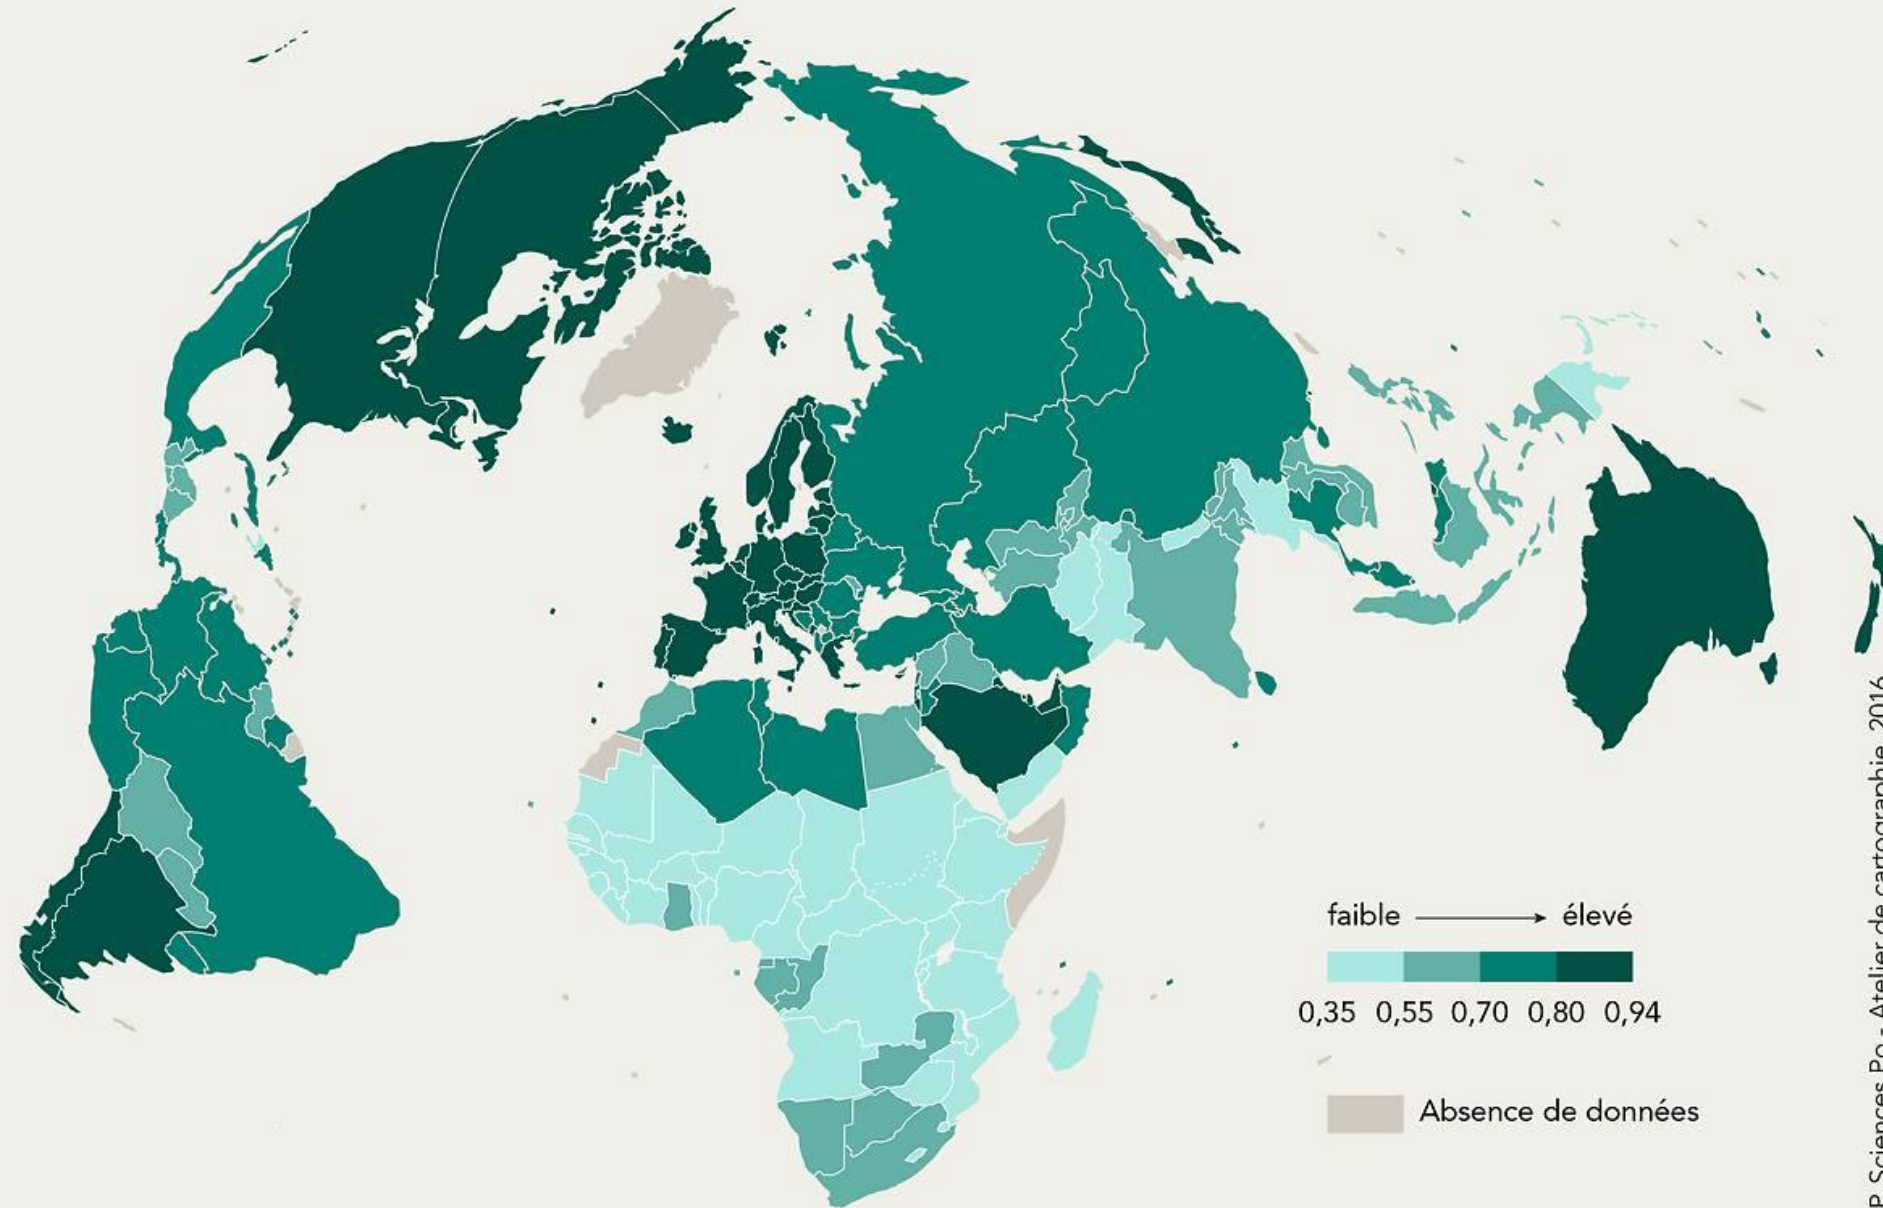 faible élevé
0,35 0,55 0,70 0,80 0,94
Absence de données
Sciences Po - Atelier de cartographie, 2016